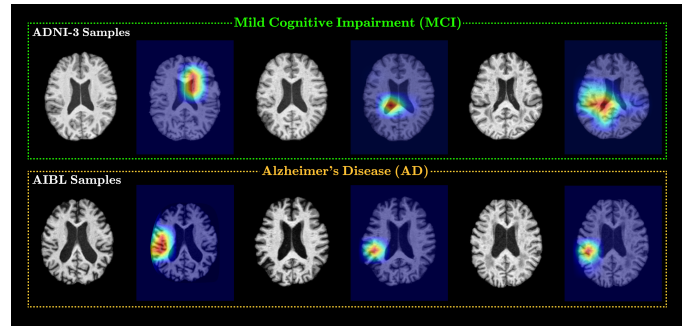 Mild Cognitive Impairment (MCI)
ADNI-3 Samples
Alzheimer's Disease (AD)
AIBL Samples